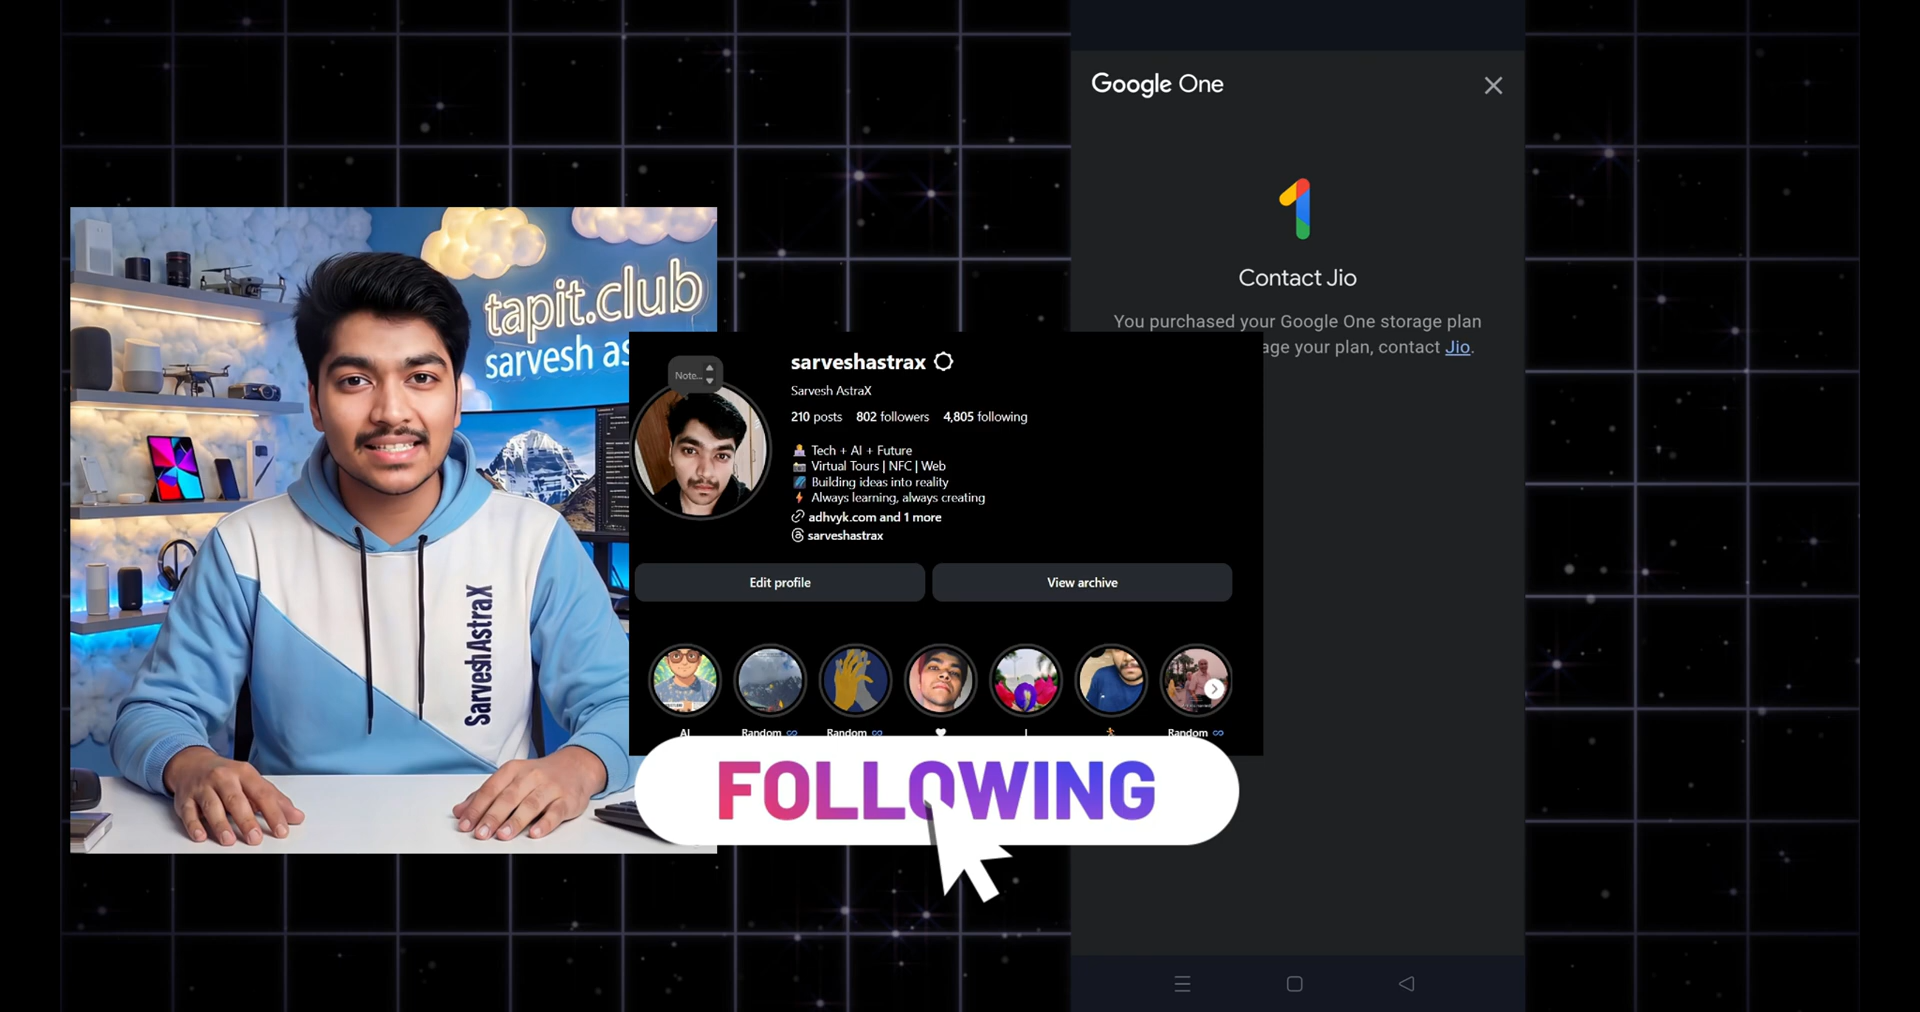 tapit.club
sarvesh as
SarveshAstraX
Note...
sarveshastrax
Sarvesh AstraX
210 posts 802 followers 4,805 following
Tech + AI + Future
Virtual Tours | NFC | Web
Building ideas into reality
Always learning, always creating
adhvyk.com and 1 more
sarveshastrax
Edit profile View archive
AI Random Random I Random
FOLLOWING
Google One
Contact Jio
You purchased your Google One storage plan
age your plan, contact Jio.